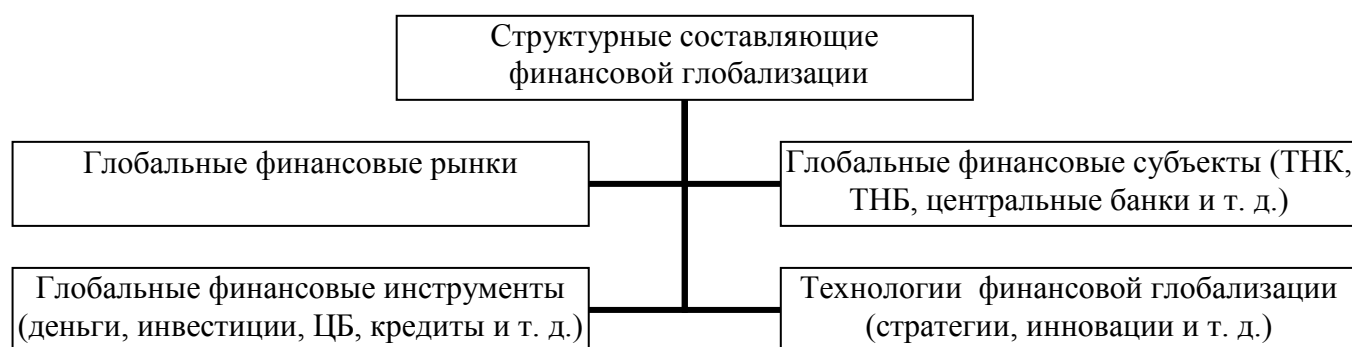 Структурные составляющие
финансовой глобализации
Глобальные финансовые рынки
Глобальные финансовые субъекты (ТНК,
ТНБ, центральные банки и т. д.)
Глобальные финансовые инструменты
(деньги, инвестиции, ЦБ, кредиты и т. д.)
Технологии финансовой глобализации
(стратегии, инновации и т. д.)